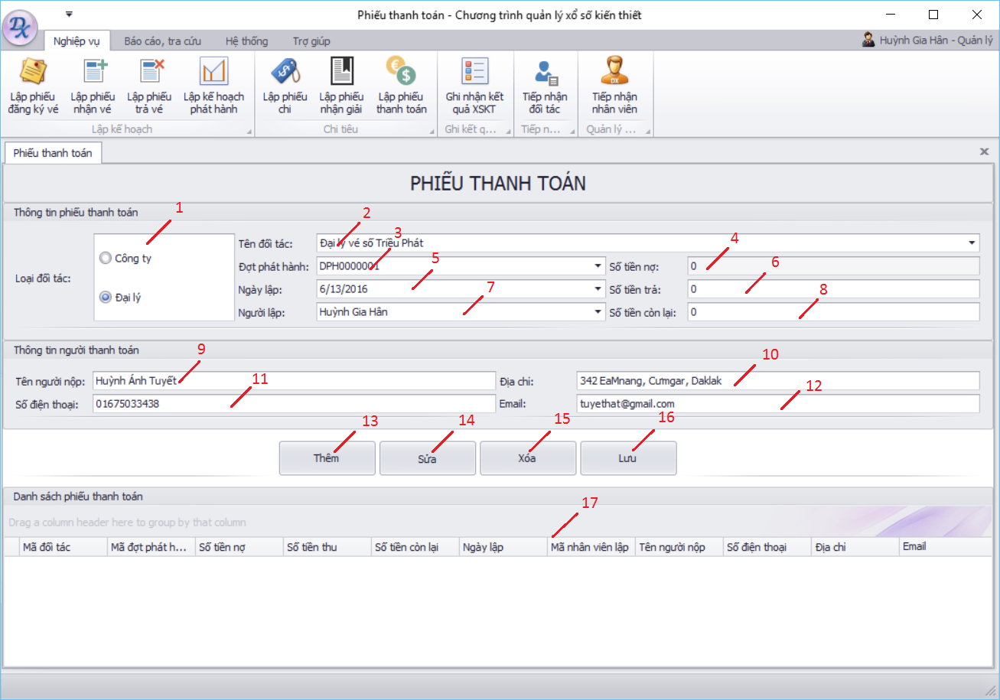 Phiếu thanh toán - Chương trình quản lý xổ số kiến thiết
DX
Nghiệp vụ Báo cáo, tra cứu Hệ thống Trợ giúp Huỳnh Gia Hân - Quản lý
Lập phiếu đăng ký vé
Lập phiếu nhận vé
Lập phiếu trả vé
Lập kế hoạch phát hành
Lập phiếu chi
Lập phiếu nhận giải
Lập phiếu thanh toán
Ghi nhận kết quả XSKT
Tiếp nhận đối tác
DX
Tiếp nhận nhân viên
Lập kế hoạch Chi tiêu Ghi kết q... Tiếp n... Quản lý ...
Phiếu thanh toán
PHIẾU THANH TOÁN
Thông tin phiếu thanh toán
1
Loại đối tác:
Công ty
Đại lý
2
Tên đối tác: Đại lý vé số Triều Phát
3
4
Đợt phát hành: DPH0000001 Số tiền nợ: 0
5
6
Ngày lập: 6/13/2016 Số tiền trả: 0
7
8
Người lập: Huỳnh Gia Hân Số tiền còn lại: 0
Thông tin người thanh toán
9
10
Tên người nộp: Huỳnh Ánh Tuyết Địa chỉ: 342 EaMnang, Cưmgar, Daklak
11
12
Số điện thoại: 01675033438 Email: tuyethat@gmail.com
13 14 15 16
Thêm Sửa Xóa Lưu
Danh sách phiếu thanh toán
17
Drag a column header here to group by that column
Mã đối tác Mã đợt phát h... Số tiền nợ Số tiền thu Số tiền còn lại Ngày lập Mã nhân viên lập Tên người nộp Số điện thoại Địa chỉ Email